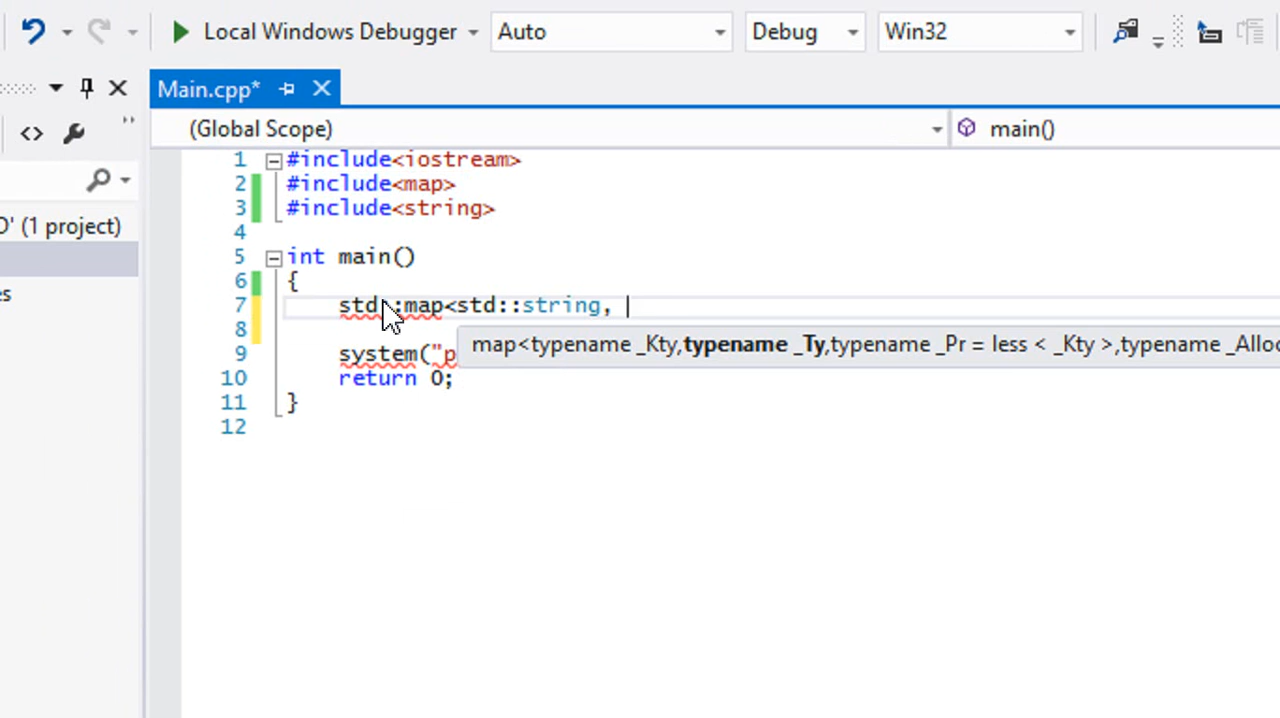 Local Windows Debugger Auto Debug Win32
Main.cpp*
(Global Scope) main()
1 #include<iostream>
2 #include<map>
3 #include<string>
4
5 int main()
6 {
7 std::map<std::string,
8
map<typename _Kty,typename _Ty,typename _Pr = less < _Kty >,typename _Alloc
9 system("p
10 return 0;
11 }
12
' (1 project)
s